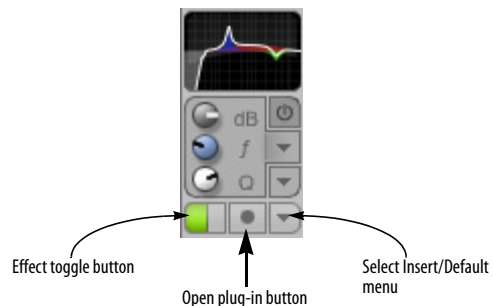 dB
f
Q
Effect toggle button
Open plug-in button
Select Insert/Default
menu